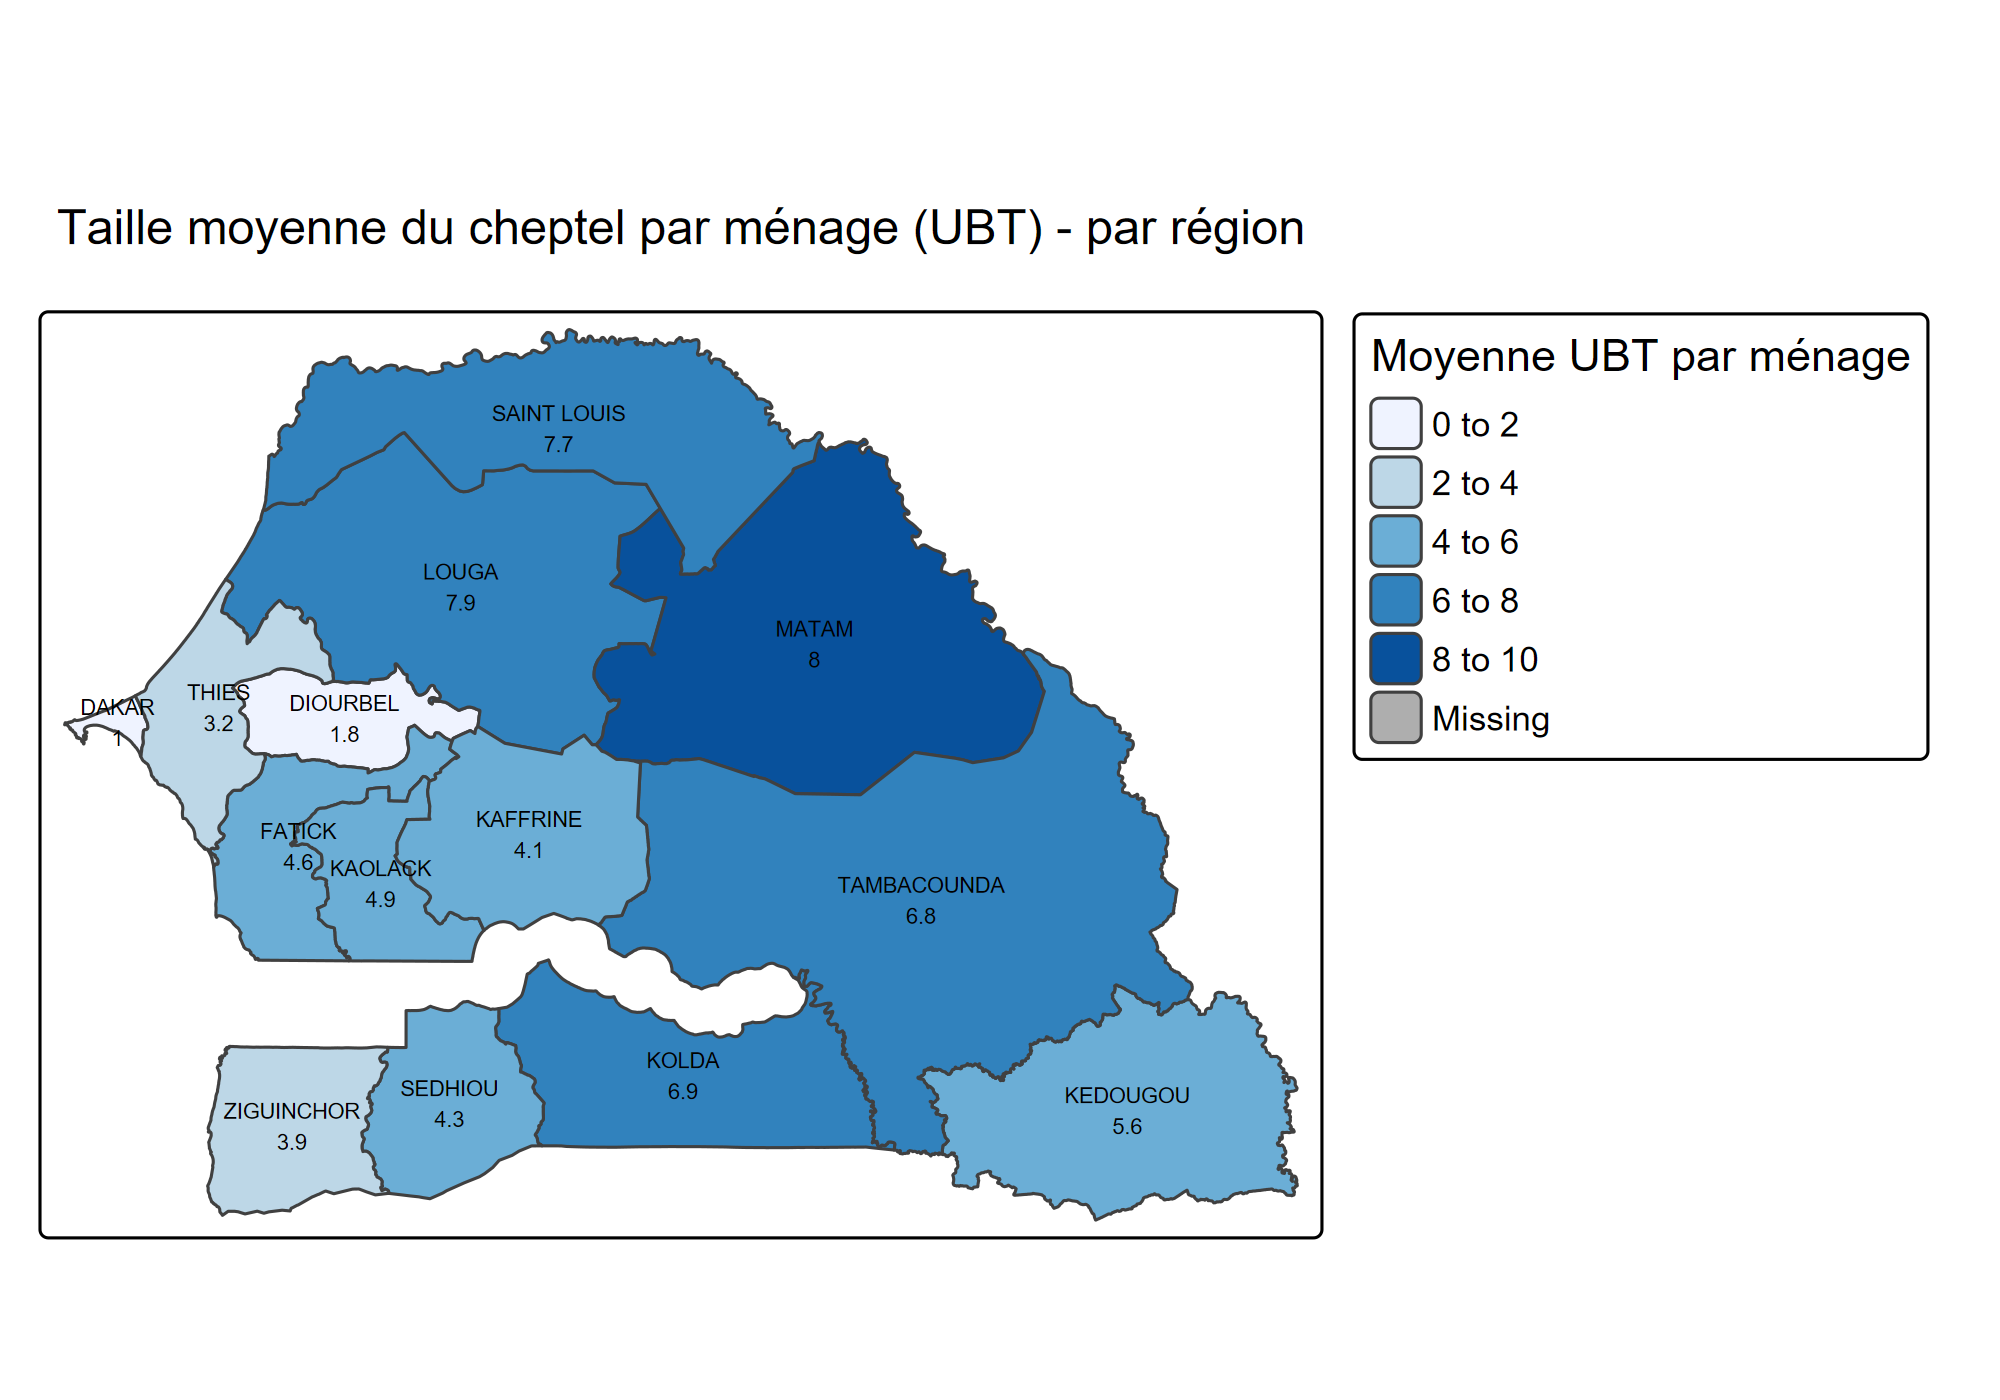 Taille moyenne du cheptel par ménage (UBT) - par région
Moyenne UBT par ménage
0 to 2
2 to 4
4 to 6
6 to 8
8 to 10
Missing
SAINT LOUIS
7.7
LOUGA
7.9
MATAM
8
DAKAR
1
THIES
3.2
DIOURBEL
1.8
FATICK
4.6
KAOLACK
4.9
KAFFRINE
4.1
TAMBACOUNDA
6.8
ZIGUINCHOR
3.9
SEDHIOU
4.3
KOLDA
6.9
KEDOUGOU
5.6